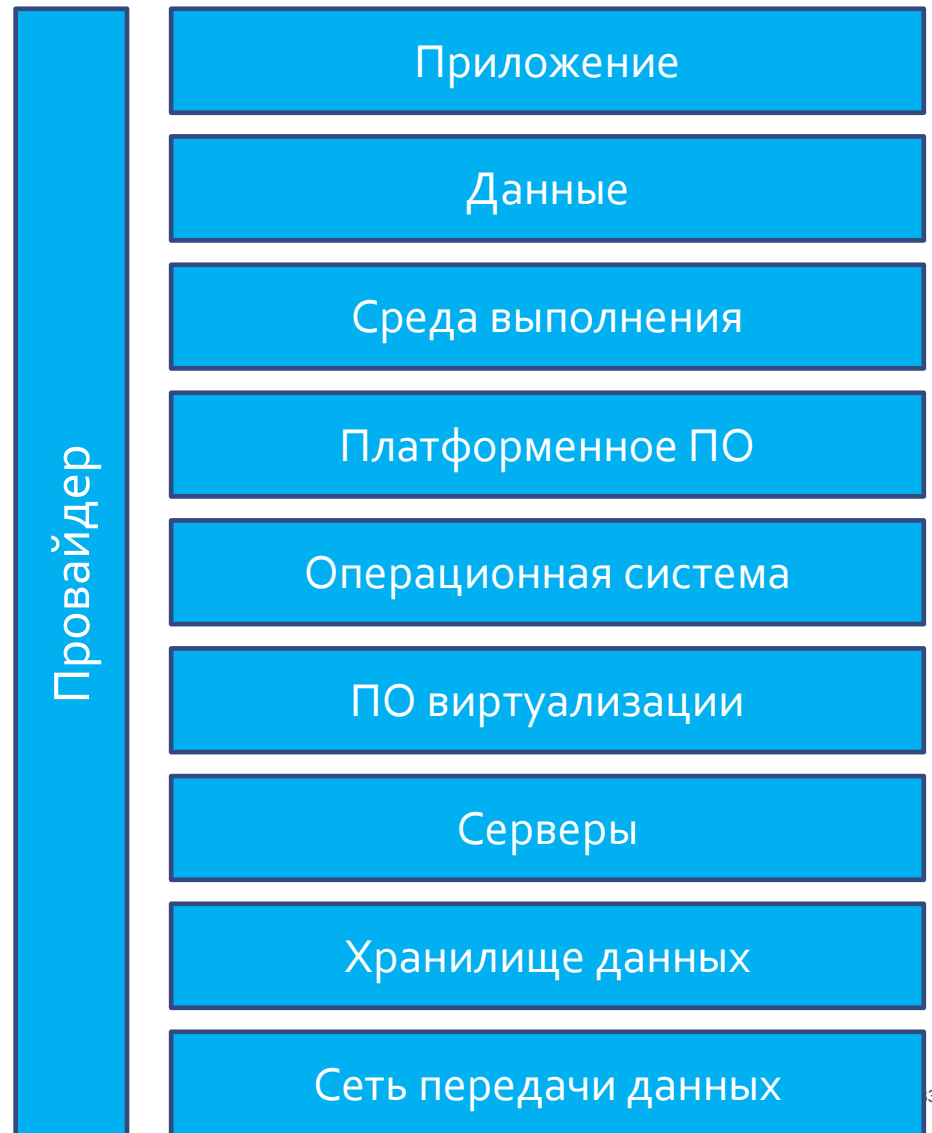 Провайдер
Приложение
Данные
Среда выполнения
Платформенное ПО
Операционная система
ПО виртуализации
Серверы
Хранилище данных
Сеть передачи данных